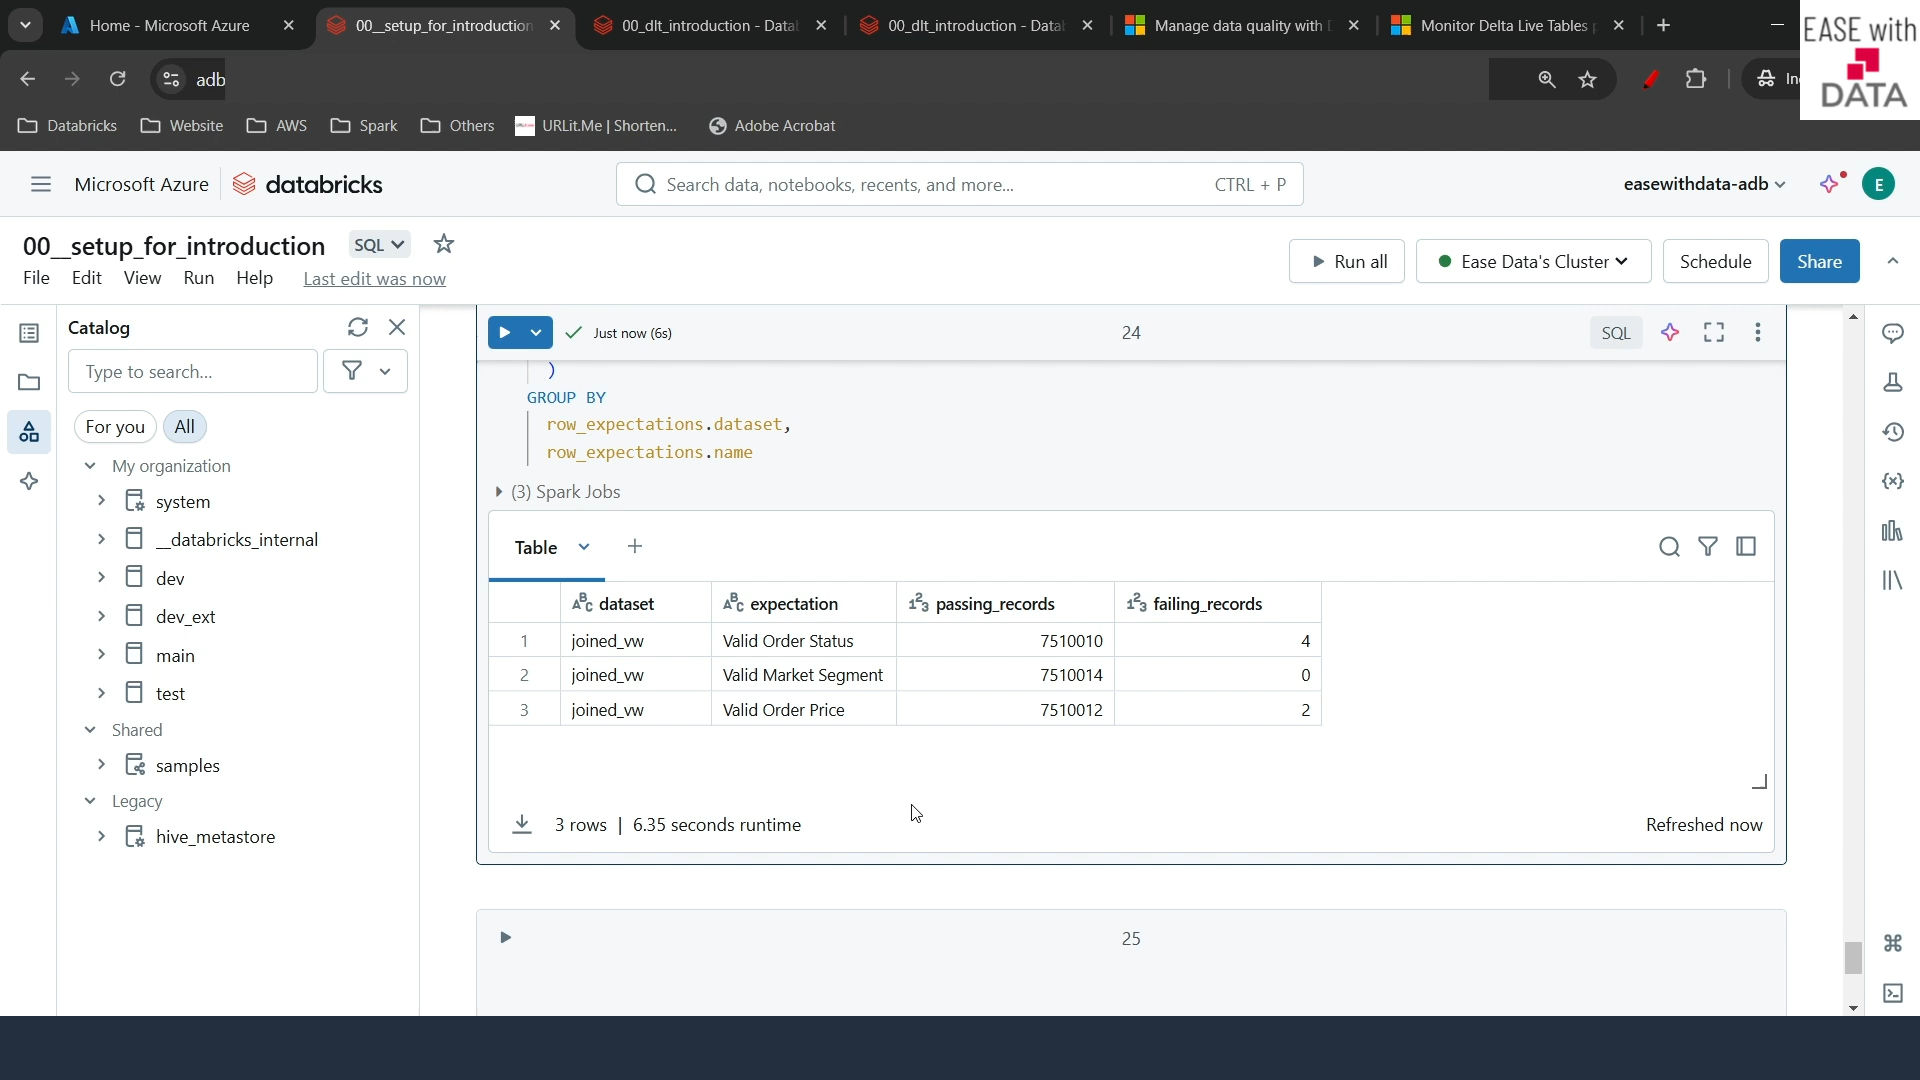 Home - Microsoft Azure
00__setup_for_introduction
00_dlt_introduction - Datab
00_dlt_introduction - Datab
Manage data quality with
Monitor Delta Live Tables
EASE with
DATA
adb
Databricks
Website
AWS
Spark
Others
URLit.Me | Shorten...
Adobe Acrobat
Microsoft Azure
databricks
Search data, notebooks, recents, and more...
CTRL + P
easewithdata-adb
E
00__setup_for_introduction
SQL
File
Edit
View
Run
Help
Last edit was now
Run all
Ease Data's Cluster
Schedule
Share
Catalog
Type to search...
For you
All
My organization
system
__databricks_internal
dev
dev_ext
main
test
Shared
samples
Legacy
hive_metastore
Just now (6s)
24
SQL
)
GROUP BY
row_expectations.dataset,
row_expectations.name
(3) Spark Jobs
Table
dataset expectation passing_records failing_records
1 joined_vw Valid Order Status 7510010 4
2 joined_vw Valid Market Segment 7510014 0
3 joined_vw Valid Order Price 7510012 2
3 rows | 6.35 seconds runtime
Refreshed now
25